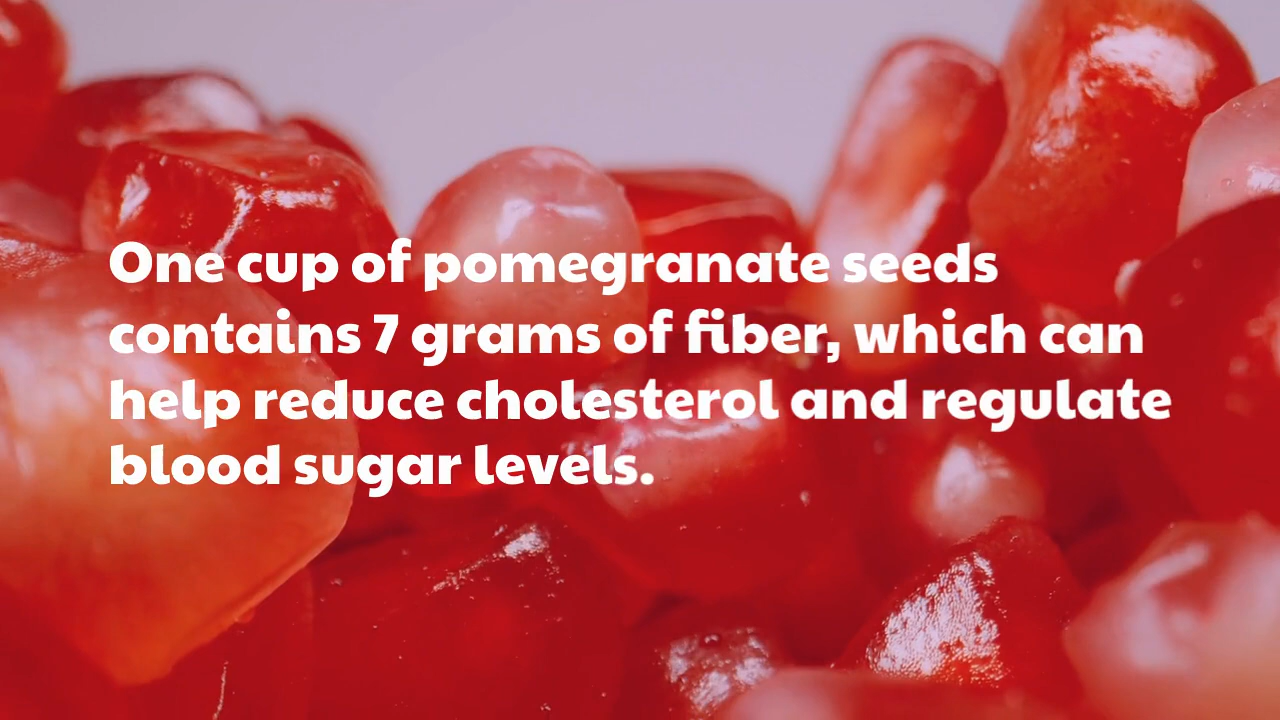 One cup of pomegranate seeds
contains 7 grams of fiber, which can
help reduce cholesterol and regulate
blood sugar levels.